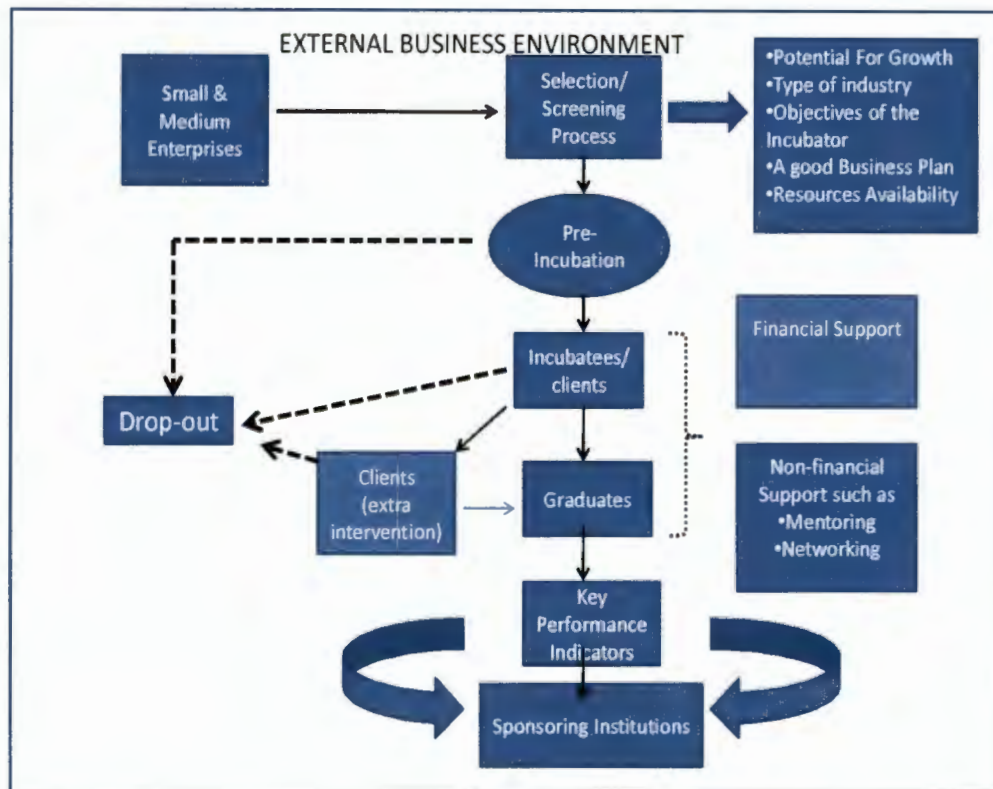 EXTERNAL BUSINESS ENVIRONMENT
Small &
Medium
Enterprises
Selection/
Screening
Process
•Potential For Growth
•Type of industry
•Objectives of the
Incubator
•A good Business Plan
•Resources Availability
Pre-
Incubation
Incubatees/
clients
Financial Support
Drop-out
Clients
(extra
intervention)
Graduates
Non-financial
Support such as
•Mentoring
•Networking
Key
Performance
Indicators
Sponsoring Institutions